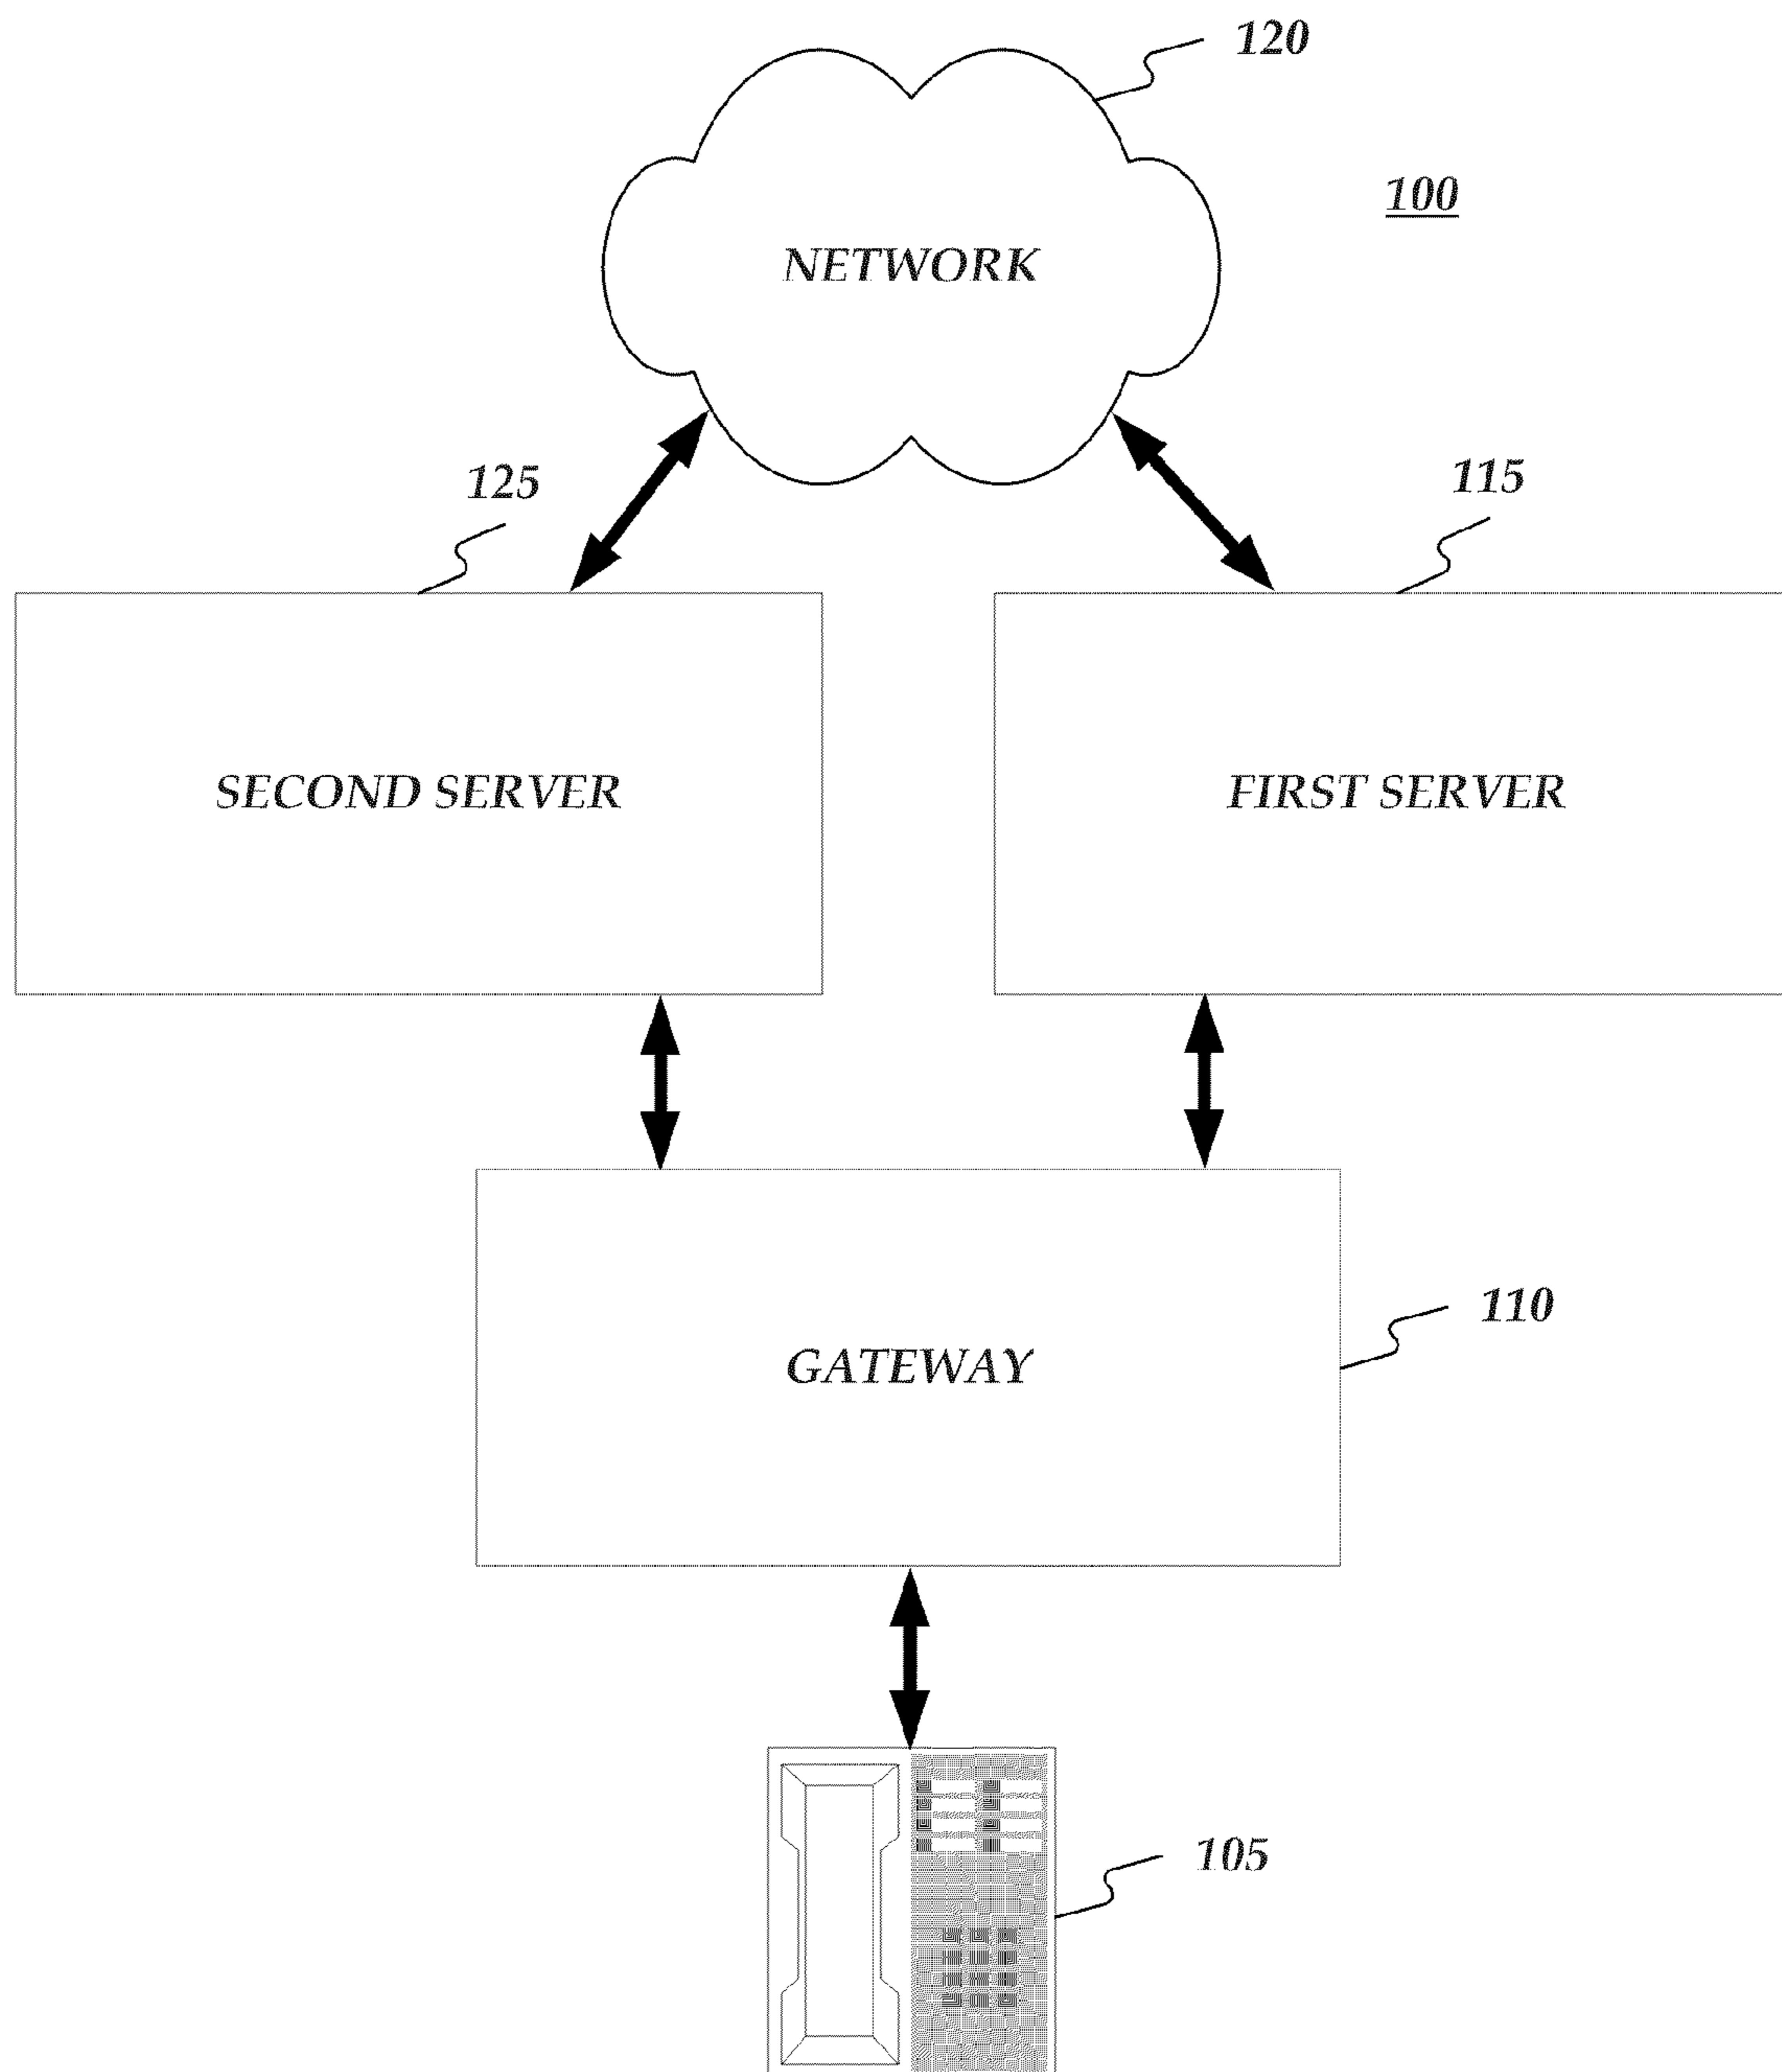 120
100
NETWORK
125
115
SECOND SERVER
FIRST SERVER
110
GATEWAY
105